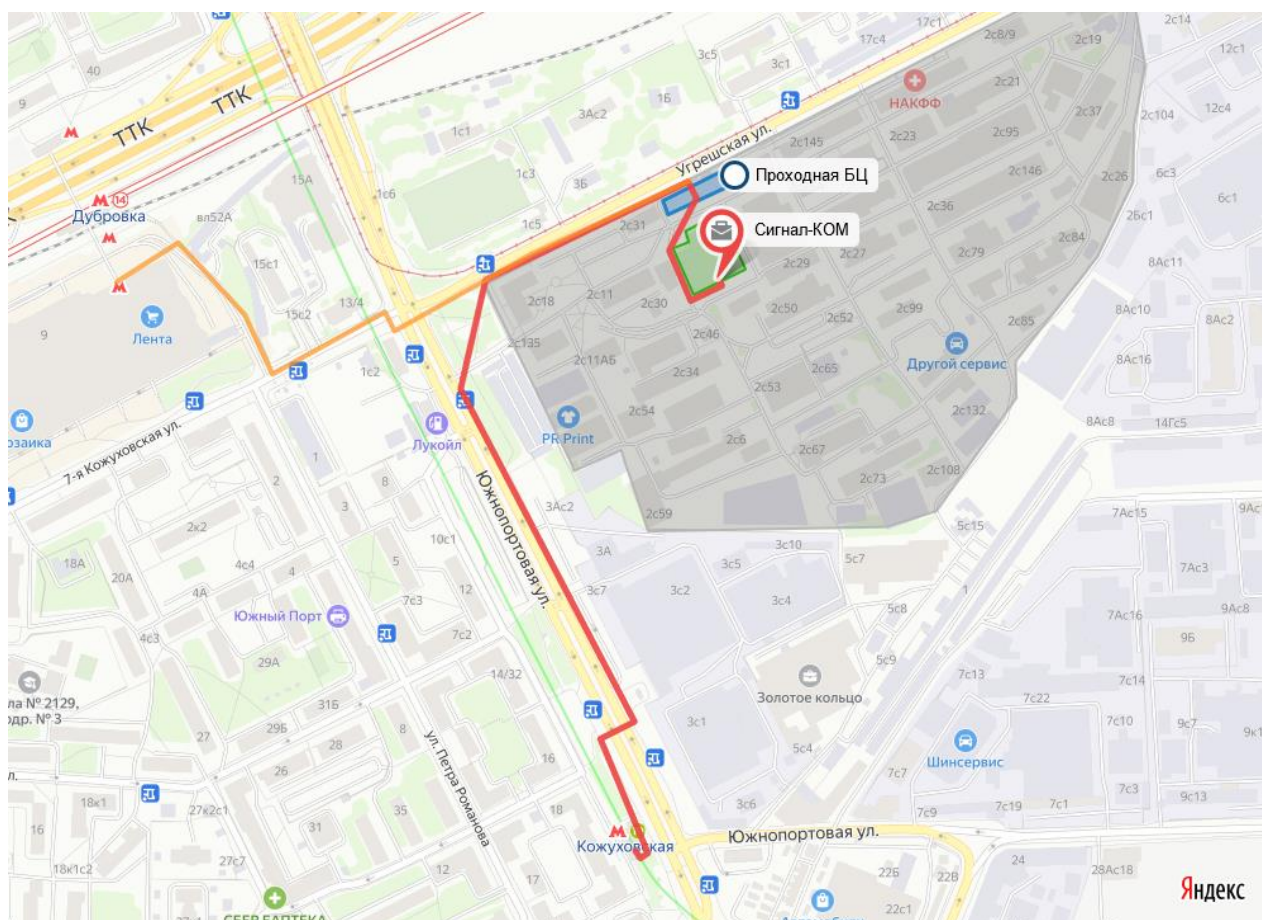 17с1
2с14
2с8/9
2с19
17с4
12с1
3с5
3с1
40
9
ТТК
ТТК
ТТК
НАКФФ
2с21
2с37
1Б
3Ас2
2с104
12с4
1с1
Угрешская ул.
2с145
2с23
2с95
15А
1с3
3Б
1с6
Проходная БЦ
2с146
2с26
6с3
14
Дубровка
вл52А
2с36
6с1
1с5
2с31
Сигнал-КОМ
2Бс1
2с84
15с1
2с29
2с27
2с79
8Ас11
2с18
2с11
2с30
13/4
15с2
2с50
2с52
2с99
2с85
8Ас10
8Ас2
9
Лента
2с135
2с46
2с11АБ
1с2
2с34
2с65
2с53
Другой сервис
8Ас16
2с54
2с132
озаика
Лукойл
PR Print
2с6
2с67
8Ас8
14Гс5
7-я Кожуховская ул.
1
2
8
2с73
2с108
3
Южнопортовая ул.
3Ас2
2с59
7Ас15
2к2
5с15
10с1
3А
3с10
5с7
18А
20А
4с4
4
5
3с5
7Ас3
4А
12
3с7
3с2
3с4
1
7с3
5с8
Южный Порт
7Ас16
9Ас8
4с3
7с2
9Б
29А
5с9
14/32
7с13
7с14
ла № 2129,
одр. № 3
Золотое кольцо
7с22
31Б
29Б
8
3с1
7с10
9с7
27
28
ул. Петра Романова
16
5с4
Шинсервис
26
7с7
18к1
27к2с1
35
18
3с6
7с9
7с19
7с1
7с3
9с13
16
31
Кожуховская
Южнопортовая ул.
18к1с2
27с7
12
17
24
28Ас18
22Б
22В
22с1
Яндекс